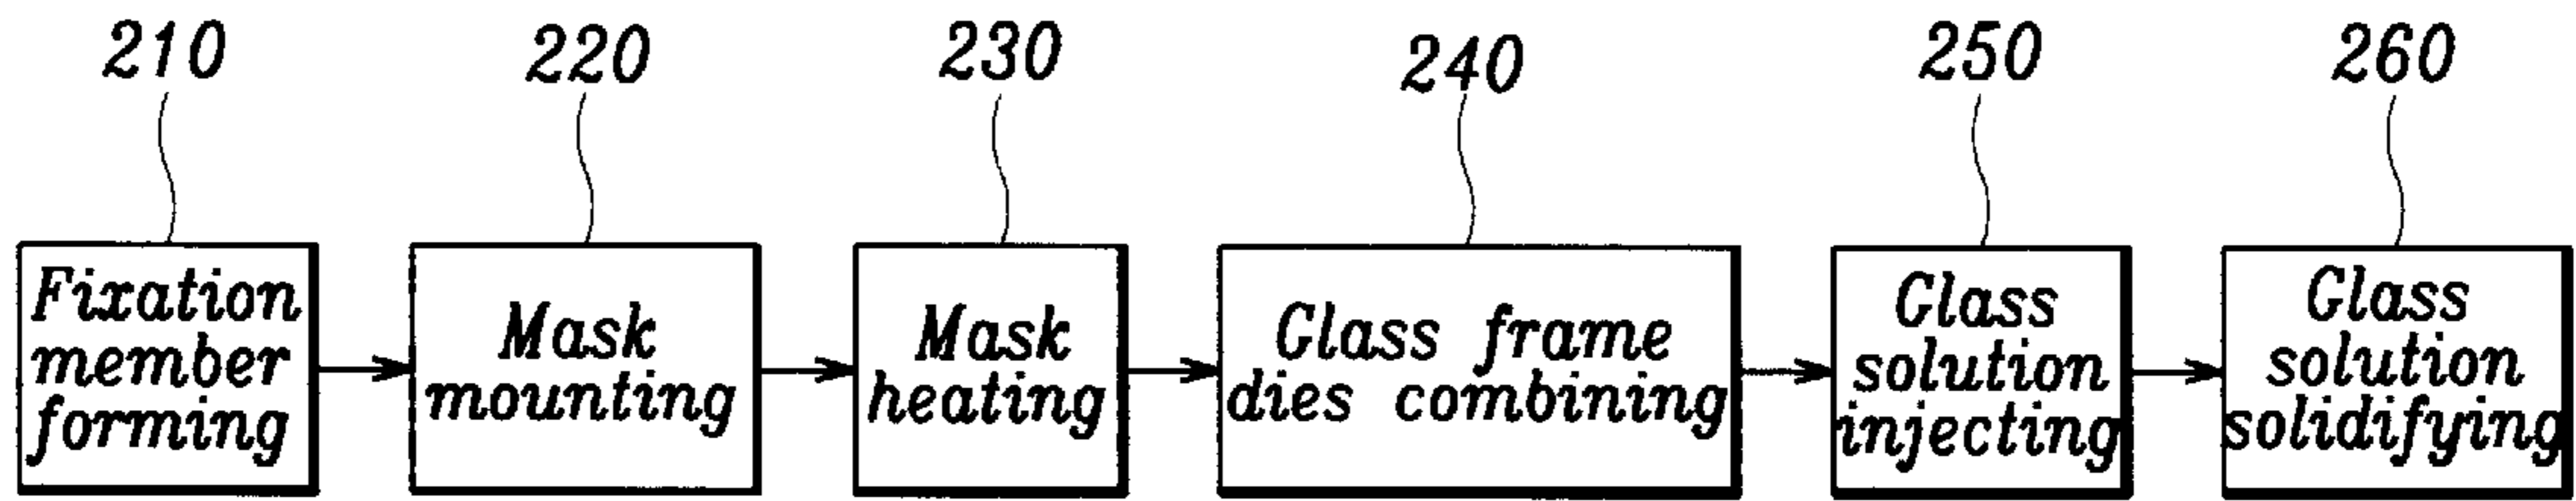 210
220
230
240
250
260
Fixation
member
forming
Mask
mounting
Mask
heating
Glass frame
dies combining
Glass
solution
injecting
Glass
solution
solidifying